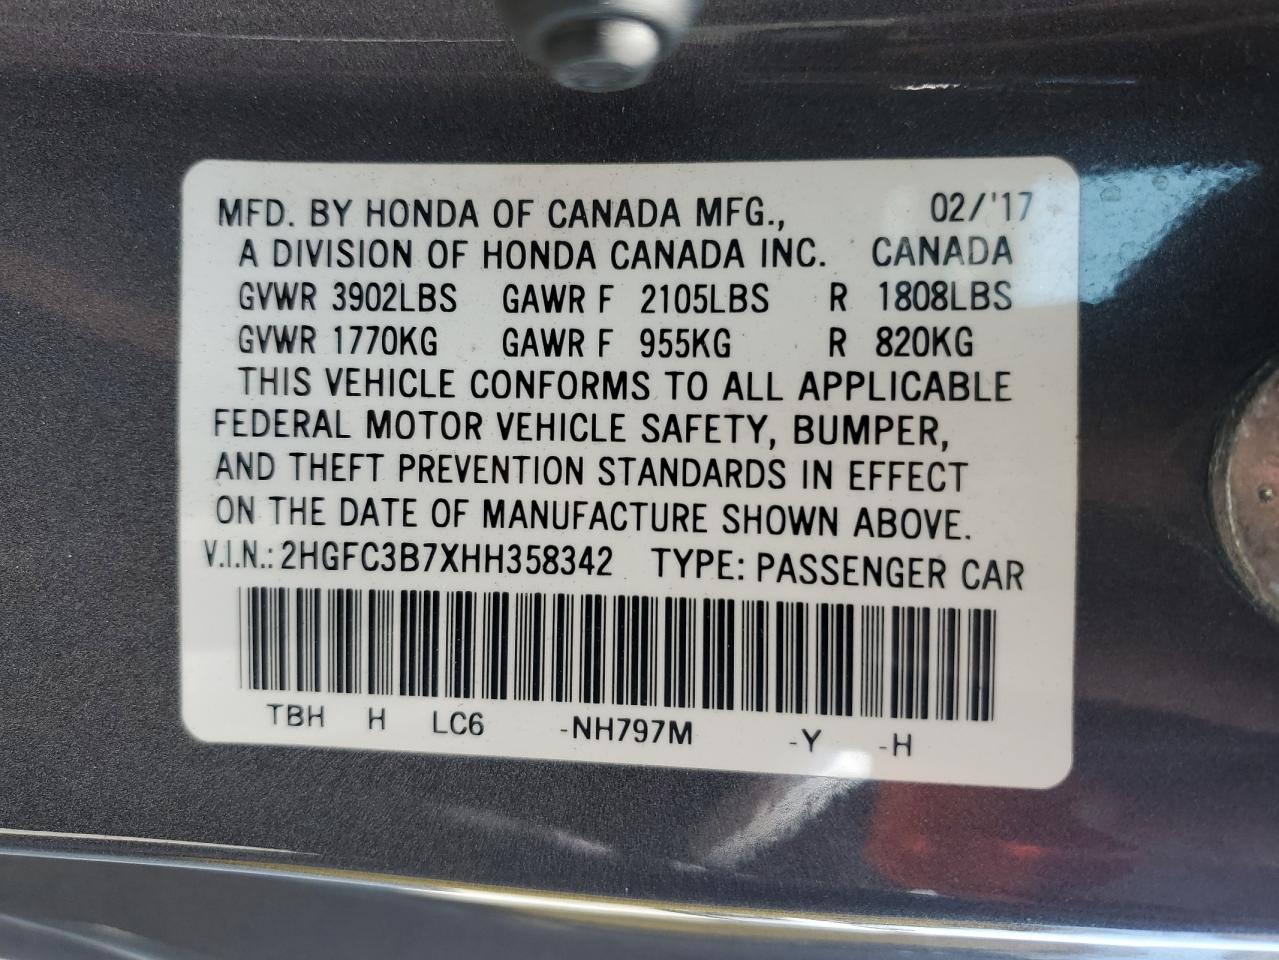 MFD. BY HONDA OF CANADA MFG., 02/'17
A DIVISION OF HONDA CANADA INC. CANADA
GVWR 3902LBS GAWR F 2105LBS R 1808LBS
GVWR 1770KG GAWR F 955KG R 820KG
THIS VEHICLE CONFORMS TO ALL APPLICABLE
FEDERAL MOTOR VEHICLE SAFETY, BUMPER,
AND THEFT PREVENTION STANDARDS IN EFFECT
ON THE DATE OF MANUFACTURE SHOWN ABOVE.
V.I.N.: 2HGFC3B7XHH358342 TYPE: PASSENGER CAR
TBH H LC6 -NH797M -Y -H